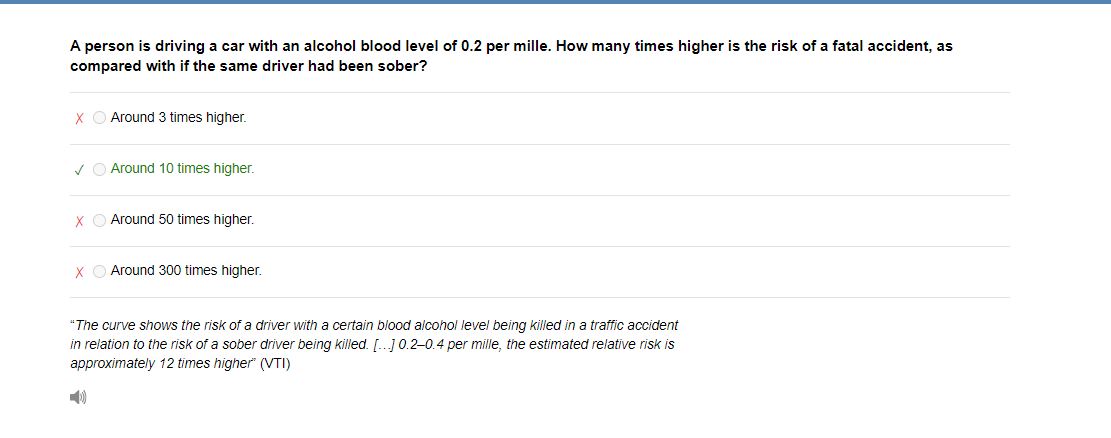 A person is driving a car with an alcohol blood level of 0.2 per mille. How many times higher is the risk of a fatal accident, as
compared with if the same driver had been sober?
✗ Around 3 times higher.
✓ Around 10 times higher.
✗ Around 50 times higher.
✗ Around 300 times higher.
“The curve shows the risk of a driver with a certain blood alcohol level being killed in a traffic accident
in relation to the risk of a sober driver being killed. […] 0.2–0.4 per mille, the estimated relative risk is
approximately 12 times higher” (VTI)